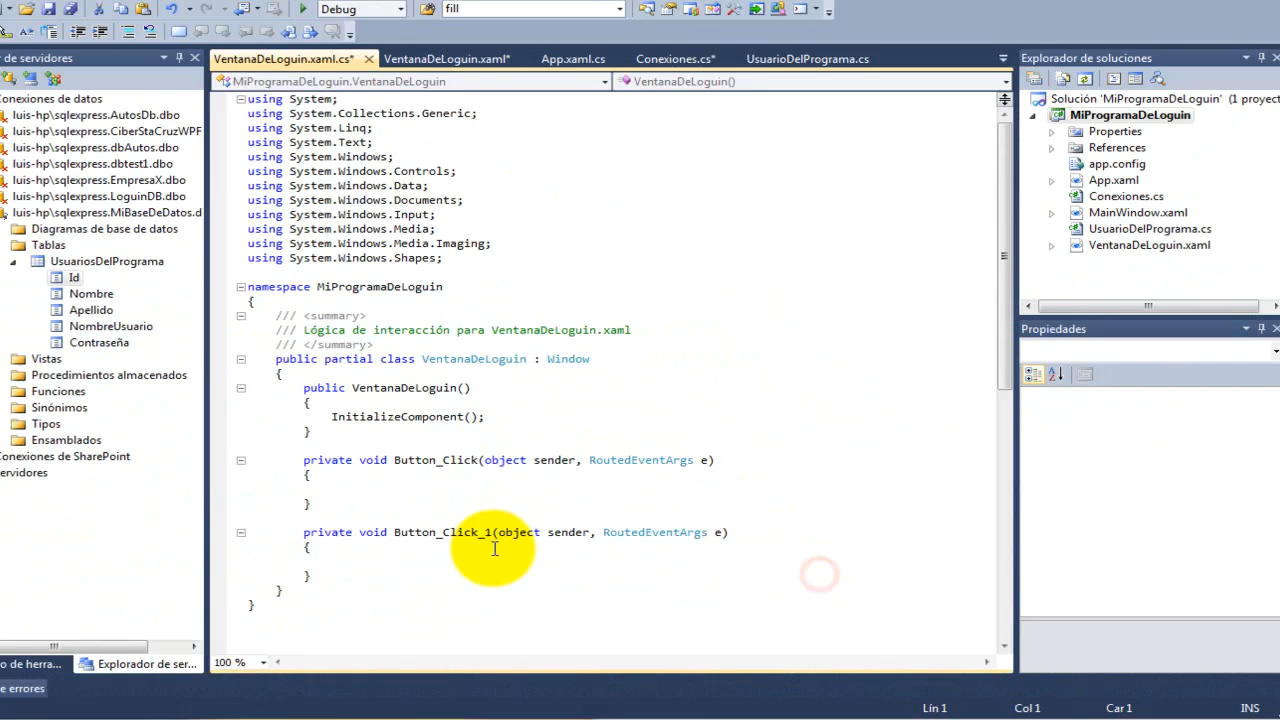 Debug
fill
de servidores
VentanaDeLoguin.xaml.cs*
VentanaDeLoguin.xaml*
App.xaml.cs
Conexiones.cs*
UsuarioDelPrograma.cs
Explorador de soluciones
MiProgramaDeLoguin.VentanaDeLoguin
VentanaDeLoguin()
Conexiones de datos
luis-hp\sqlexpress.AutosDb.dbo
luis-hp\sqlexpress.CiberStaCruzWPF
luis-hp\sqlexpress.dbAutos.dbo
luis-hp\sqlexpress.dbtest1.dbo
luis-hp\sqlexpress.EmpresaX.dbo
luis-hp\sqlexpress.LoguinDB.dbo
luis-hp\sqlexpress.MiBaseDeDatos.d
Diagramas de base de datos
Tablas
UsuariosDelPrograma
Id
Nombre
Apellido
NombreUsuario
Contraseña
Vistas
Procedimientos almacenados
Funciones
Sinónimos
Tipos
Ensamblados
Conexiones de SharePoint
ervidores
o de herra...
Explorador de ser...
using System;
using System.Collections.Generic;
using System.Linq;
using System.Text;
using System.Windows;
using System.Windows.Controls;
using System.Windows.Data;
using System.Windows.Documents;
using System.Windows.Input;
using System.Windows.Media;
using System.Windows.Media.Imaging;
using System.Windows.Shapes;
namespace MiProgramaDeLoguin
{
/// <summary>
/// Lógica de interacción para VentanaDeLoguin.xaml
/// </summary>
public partial class VentanaDeLoguin : Window
{
public VentanaDeLoguin()
{
InitializeComponent();
}
private void Button_Click(object sender, RoutedEventArgs e)
{
}
private void Button_Click_1(object sender, RoutedEventArgs e)
{
}
}
}
100 %
Solución 'MiProgramaDeLoguin' (1 proyect
MiProgramaDeLoguin
Properties
References
app.config
App.xaml
Conexiones.cs
MainWindow.xaml
UsuarioDelPrograma.cs
VentanaDeLoguin.xaml
Propiedades
e errores
Lín 1
Col 1
Car 1
INS